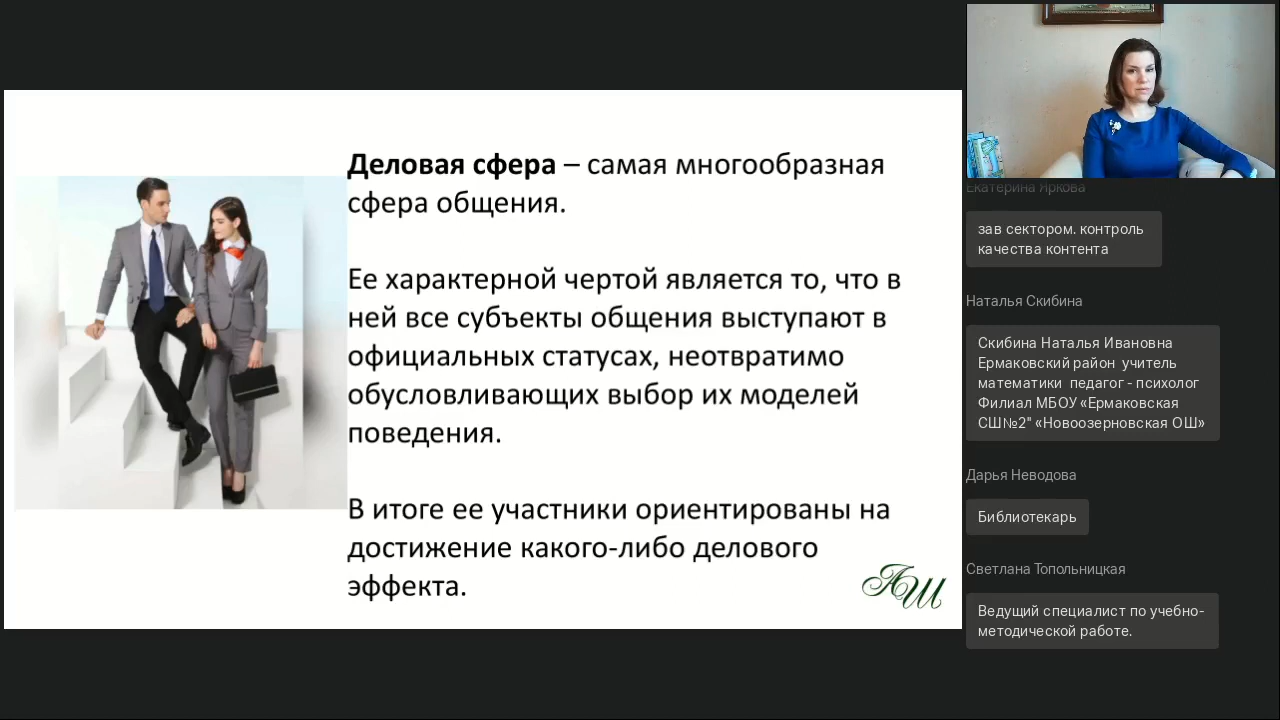 Деловая сфера – самая многообразная
сфера общения.
Ее характерной чертой является то, что в
ней все субъекты общения выступают в
официальных статусах, неотвратимо
обусловливающих выбор их моделей
поведения.
В итоге ее участники ориентированы на
достижение какого-либо делового
эффекта.
АШ
Екатерина Яркова
зав сектором. контроль
качества контента
Наталья Скибина
Скибина Наталья Ивановна
Ермаковский район учитель
математики педагог - психолог
Филиал МБОУ «Ермаковская
СШ№2" «Новоозерновская ОШ»
Дарья Неводова
Библиотекарь
Светлана Топольницкая
Ведущий специалист по учебно-
методической работе.